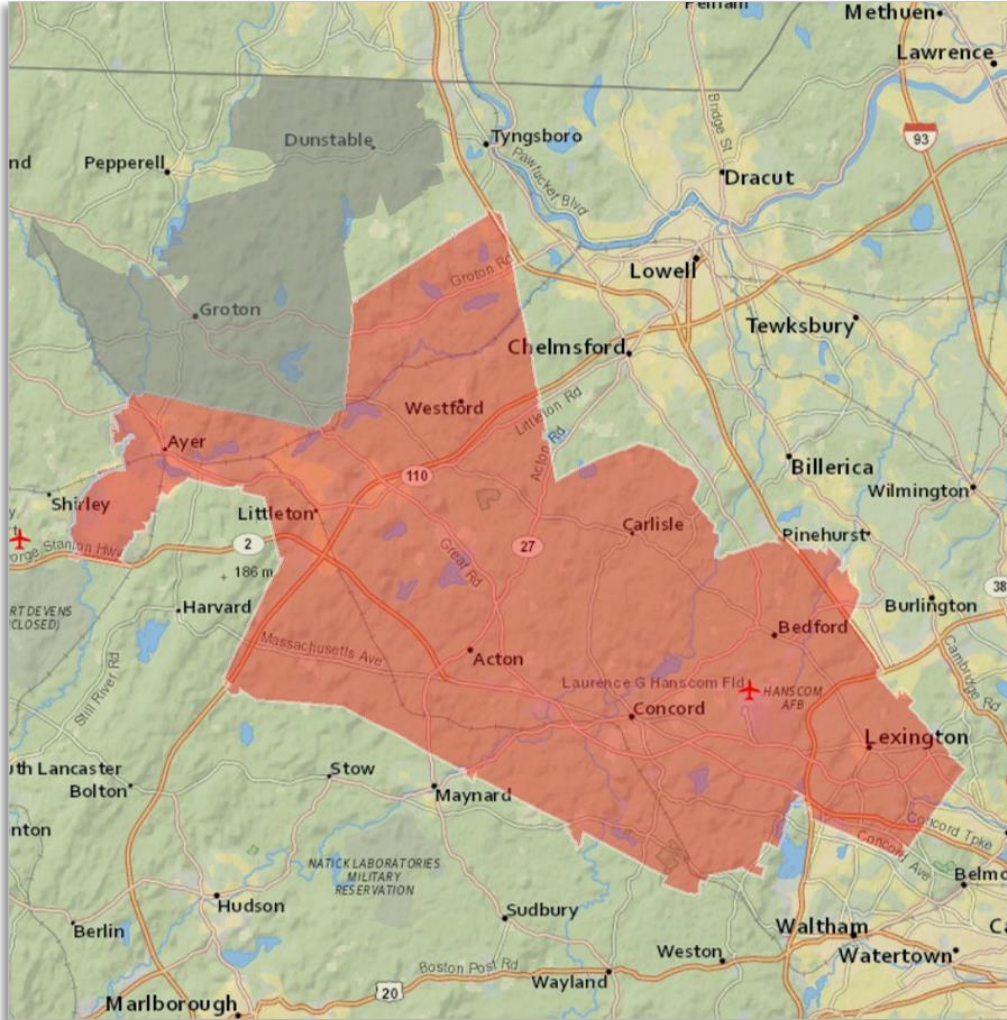 Pelham
Methuen
Lawrence
93
Bridge St
Dunstable
Tyngsboro
nd
Pepperell
Pawtucker Blvd
Dracut
Groton Rd
Lowell
Groton
Tewksbury
Chelmsford
Westford
Littleton Rd
Ayer
Acton Rd
Billerica
110
Wilmington
Shirley
Littleton
Carlisle
Pinehurst
orge Stanton Hwy
2
27
Great Rd
186 m
38
RT DEVENS
CLOSED)
Harvard
Burlington
Bedford
Massachusetts Ave
Acton
Cambridge Rd
Still River Rd
Laurence G Hanscom Fld
HANSCOM
AFB
Concord
Lexington
uth Lancaster
Stow
Bolton
Maynard
nton
Concord Tpke
Concord Ave
NATICK LABORATORIES
MILITARY
RESERVATION
Belmo
Hudson
Sudbury
Berlin
Waltham
Ca
Weston
Watertown
Boston Post Rd
Wayland
20
Marlborough